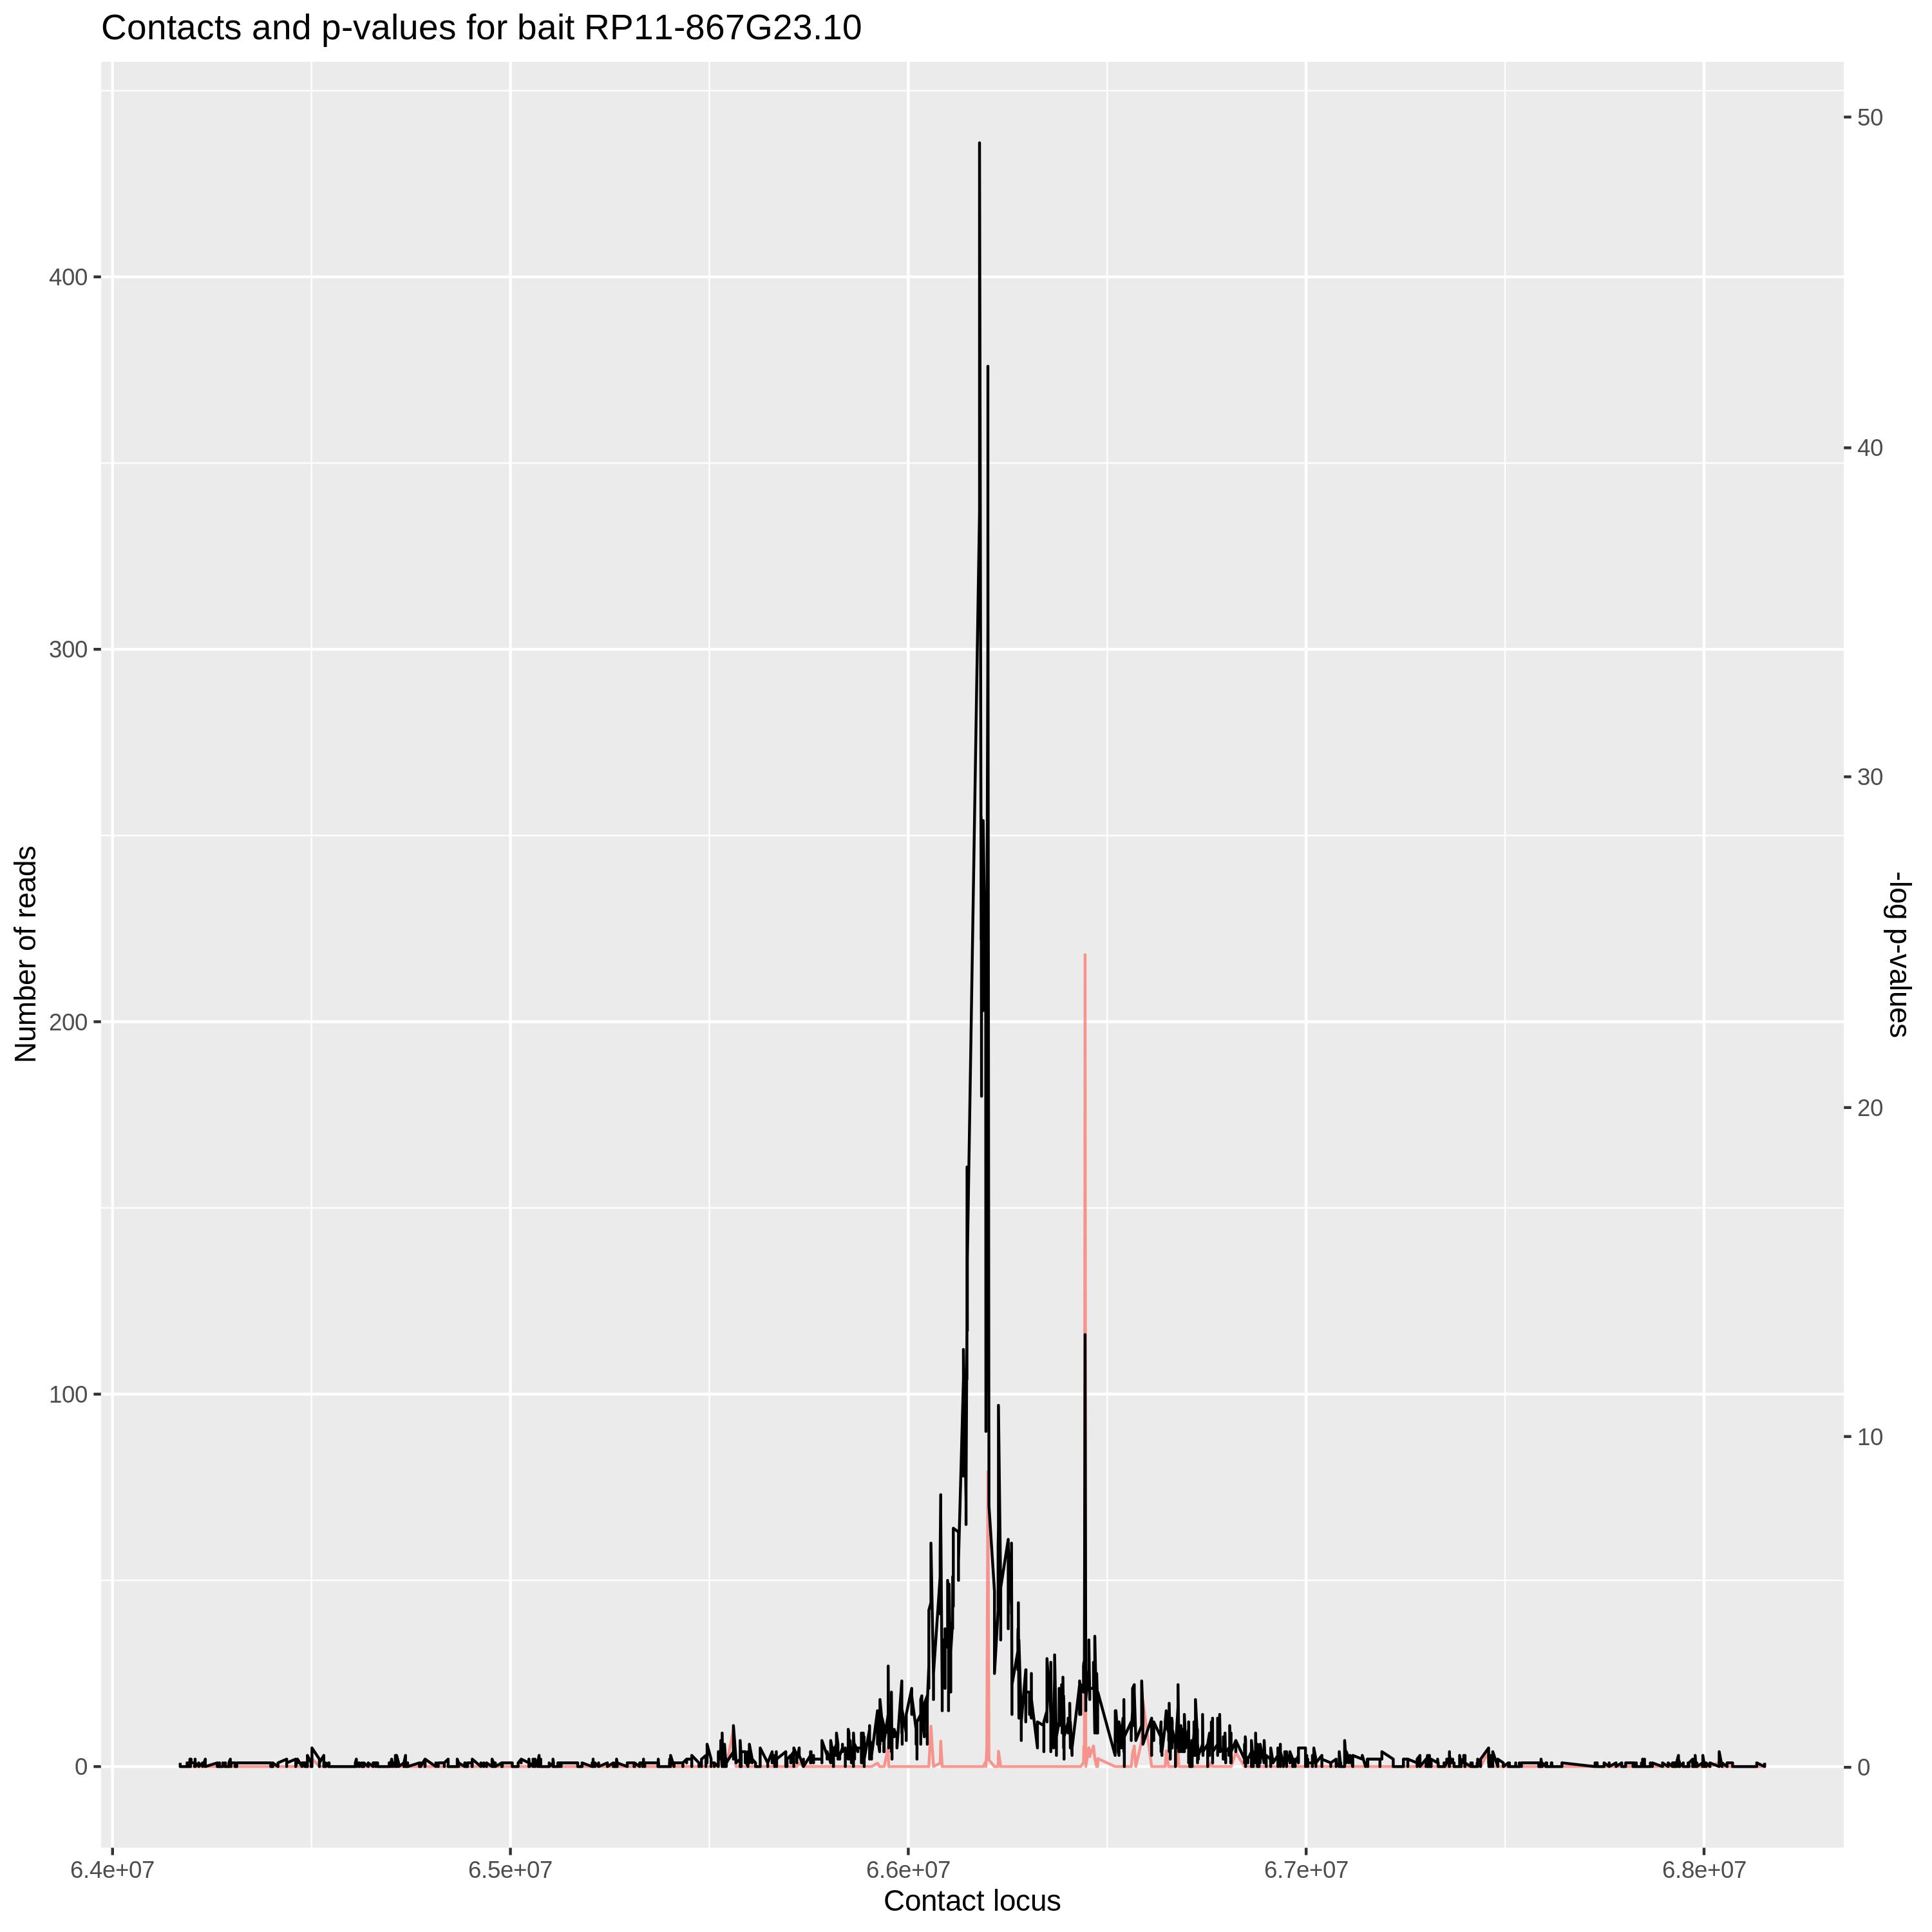 Contacts and p-values for bait RP11-867G23.10
Number of reads
400
300
200
100
0
50
40
30
20
10
0
-log p-values
6.4e+07
6.5e+07
6.6e+07
6.7e+07
6.8e+07
Contact locus